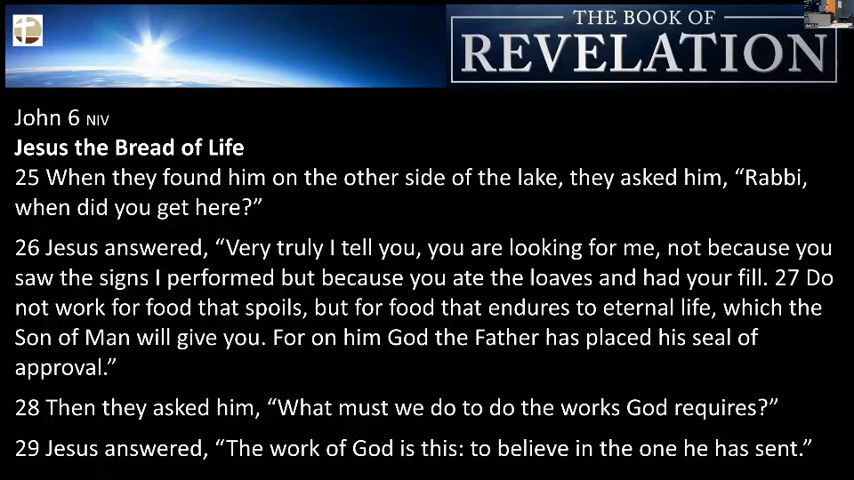 THE BOOK OF
REVELATION
John 6 NIV
Jesus the Bread of Life
25 When they found him on the other side of the lake, they asked him, “Rabbi,
when did you get here?”
26 Jesus answered, “Very truly I tell you, you are looking for me, not because you
saw the signs I performed but because you ate the loaves and had your fill. 27 Do
not work for food that spoils, but for food that endures to eternal life, which the
Son of Man will give you. For on him God the Father has placed his seal of
approval.”
28 Then they asked him, “What must we do to do the works God requires?”
29 Jesus answered, “The work of God is this: to believe in the one he has sent.”